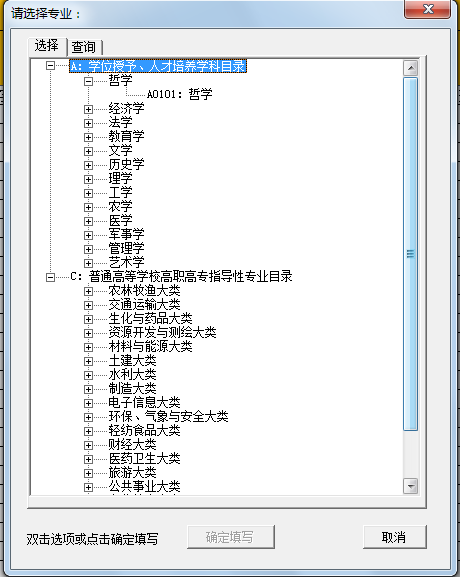 请选择专业：
选择 查询
A: 学位授予、人才培养学科目录
哲学
A0101: 哲学
经济学
法学
教育学
文学
历史学
理学
工学
农学
医学
军事学
管理学
艺术学
C: 普通高等学校高职高专指导性专业目录
农林牧渔大类
交通运输大类
生化与药品大类
资源开发与测绘大类
材料与能源大类
土建大类
水利大类
制造大类
电子信息大类
环保、气象与安全大类
轻纺食品大类
财经大类
医药卫生大类
旅游大类
公共事业大类
双击选项或点击确定填写 确定填写 取消